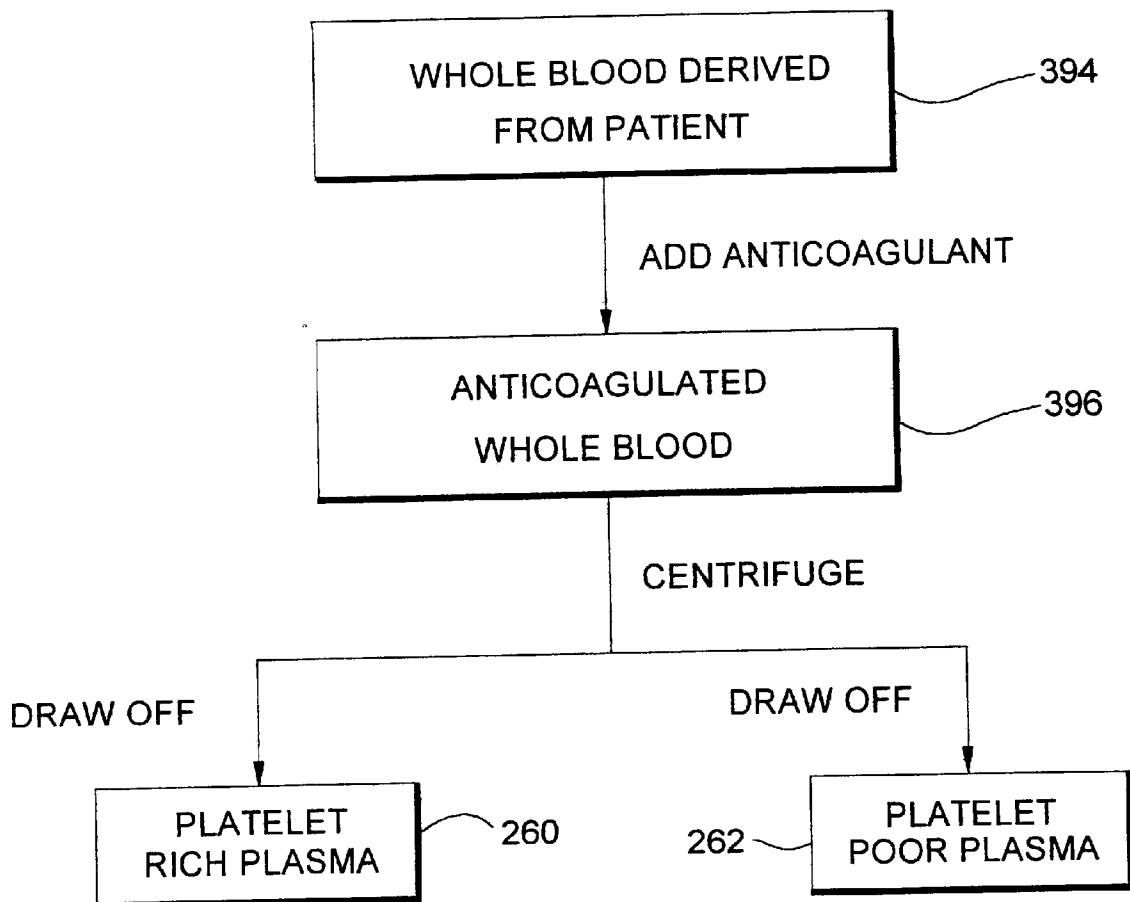 WHOLE BLOOD DERIVED
FROM PATIENT
394
ADD ANTICOAGULANT
ANTICOAGULATED
WHOLE BLOOD
396
CENTRIFUGE
DRAW OFF
DRAW OFF
PLATELET
RICH PLASMA
260
262
PLATELET
POOR PLASMA